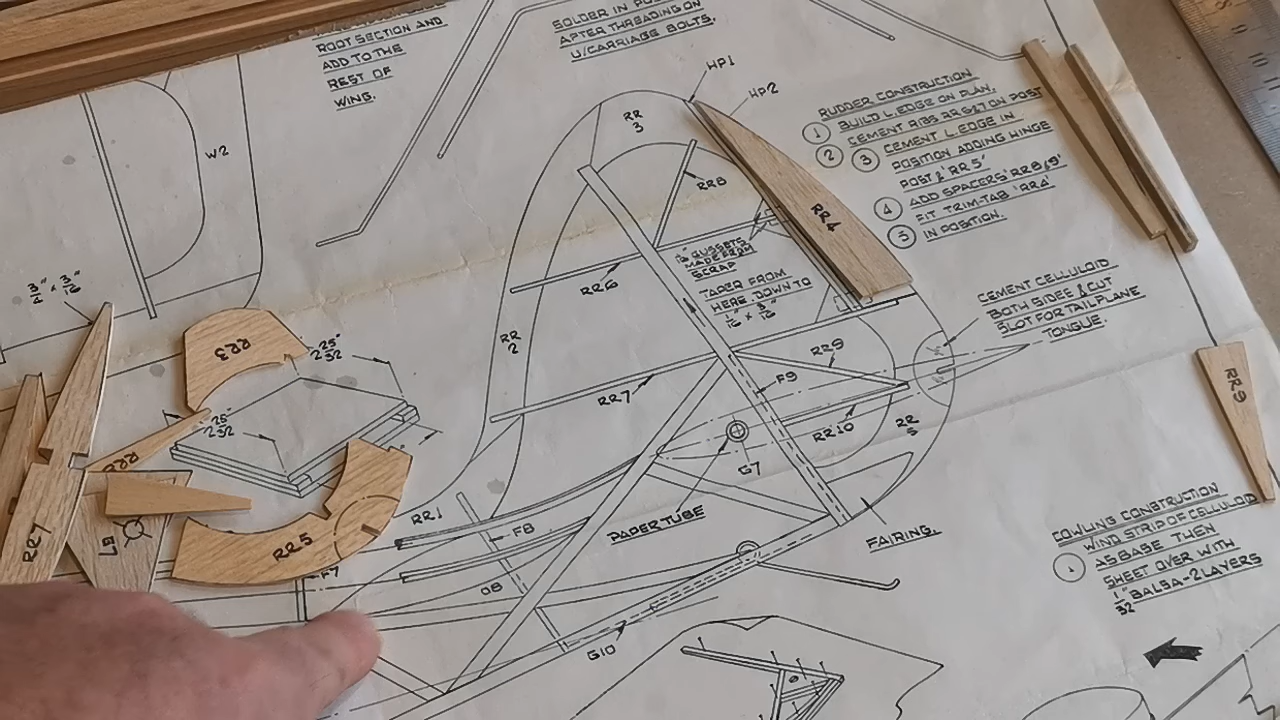 ROOT SECTION AND
ADD TO THE
REST OF
WING.
AFTER THREADING ON
U/CARRIAGE BOLTS.
W2
HP1
HP2
RR
3
RR8
RR6
RR
2
RR7
RR4
GUSSETS
MADE FROM
SCRAP
TAPER FROM
HERE DOWN TO
1/16" x 3/16"
RUDDER CONSTRUCTION
1 BUILD L.EDGE ON PLAN.
2 CEMENT RIBS RR6&7 ON POST
3 CEMENT L.EDGE IN
POSITION ADDING HINGE
POST & 'RR5'
4 ADD SPACERS 'RR8&9'
5 FIT TRIM-TAB 'RR4'
IN POSITION.
CEMENT CELLULOID
BOTH SIDES & CUT
SLOT FOR TAILPLANE
TONGUE.
RR9
F9
RR10
RR
5
G7
RR1
F8
PAPER TUBE
FAIRING.
G10
F7
RR3
RR7
RR5
RR9
COWLING CONSTRUCTION
1 WIND STRIP OF CELLULOID
AS BASE THEN
SHEET OVER WITH
1/32" BALSA-2 LAYERS